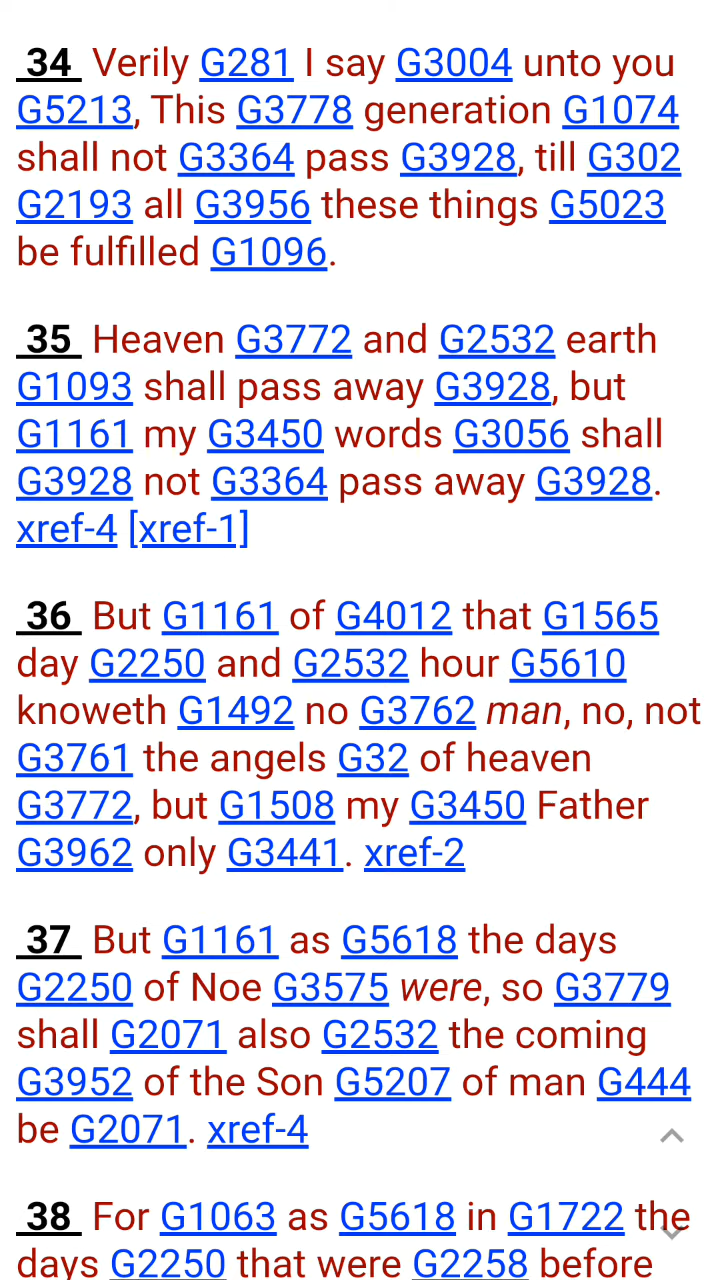 34 Verily G281 I say G3004 unto you
G5213, This G3778 generation G1074
shall not G3364 pass G3928, till G302
G2193 all G3956 these things G5023
be fulfilled G1096.
35 Heaven G3772 and G2532 earth
G1093 shall pass away G3928, but
G1161 my G3450 words G3056 shall
G3928 not G3364 pass away G3928.
xref-4 [xref-1]
36 But G1161 of G4012 that G1565
day G2250 and G2532 hour G5610
knoweth G1492 no G3762 man, no, not
G3761 the angels G32 of heaven
G3772, but G1508 my G3450 Father
G3962 only G3441. xref-2
37 But G1161 as G5618 the days
G2250 of Noe G3575 were, so G3779
shall G2071 also G2532 the coming
G3952 of the Son G5207 of man G444
be G2071. xref-4
38 For G1063 as G5618 in G1722 the
days G2250 that were G2258 before